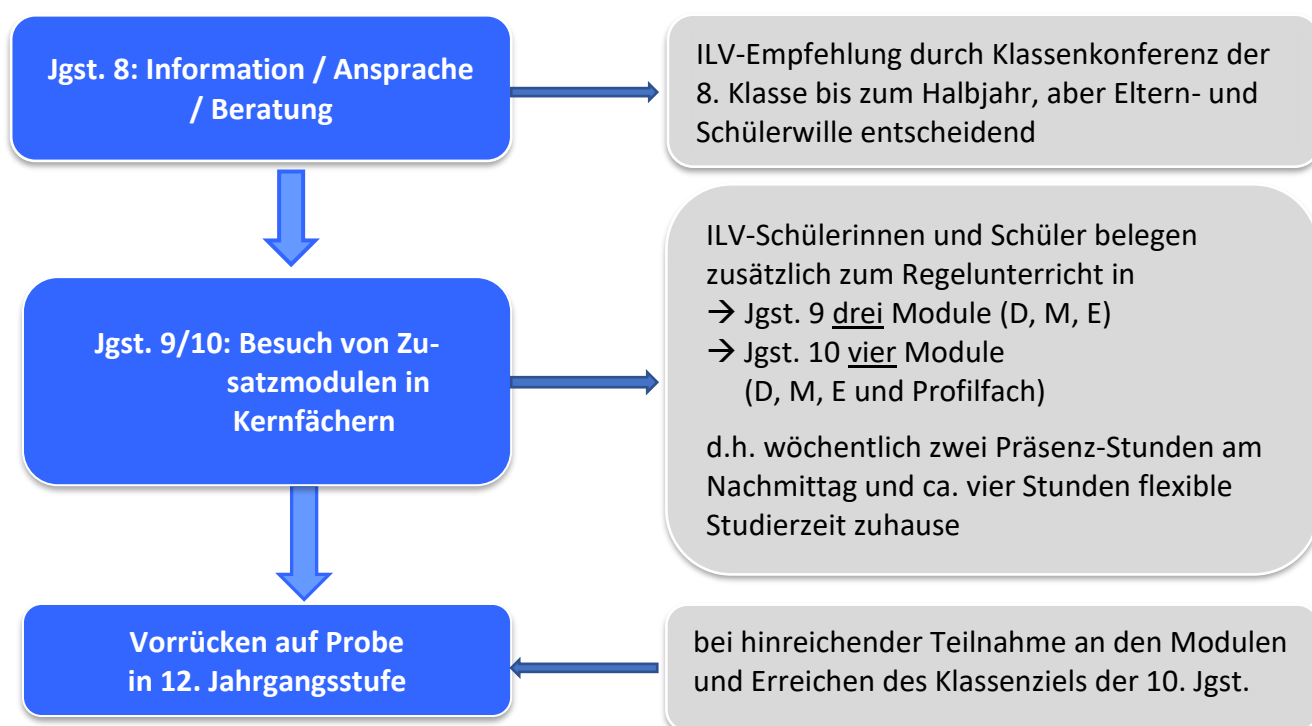 Jgst. 8: Information / Ansprache
/ Beratung
ILV-Empfehlung durch Klassenkonferenz der
8. Klasse bis zum Halbjahr, aber Eltern- und
Schülerwille entscheidend
Jgst. 9/10: Besuch von Zu-
satzmodulen in
Kernfächern
ILV-Schülerinnen und Schüler belegen
zusätzlich zum Regelunterricht in
→ Jgst. 9 drei Module (D, M, E)
→ Jgst. 10 vier Module
(D, M, E und Profilfach)
d.h. wöchentlich zwei Präsenz-Stunden am
Nachmittag und ca. vier Stunden flexible
Studierzeit zuhause
Vorrücken auf Probe
in 12. Jahrgangsstufe
bei hinreichender Teilnahme an den Modulen
und Erreichen des Klassenziels der 10. Jgst.